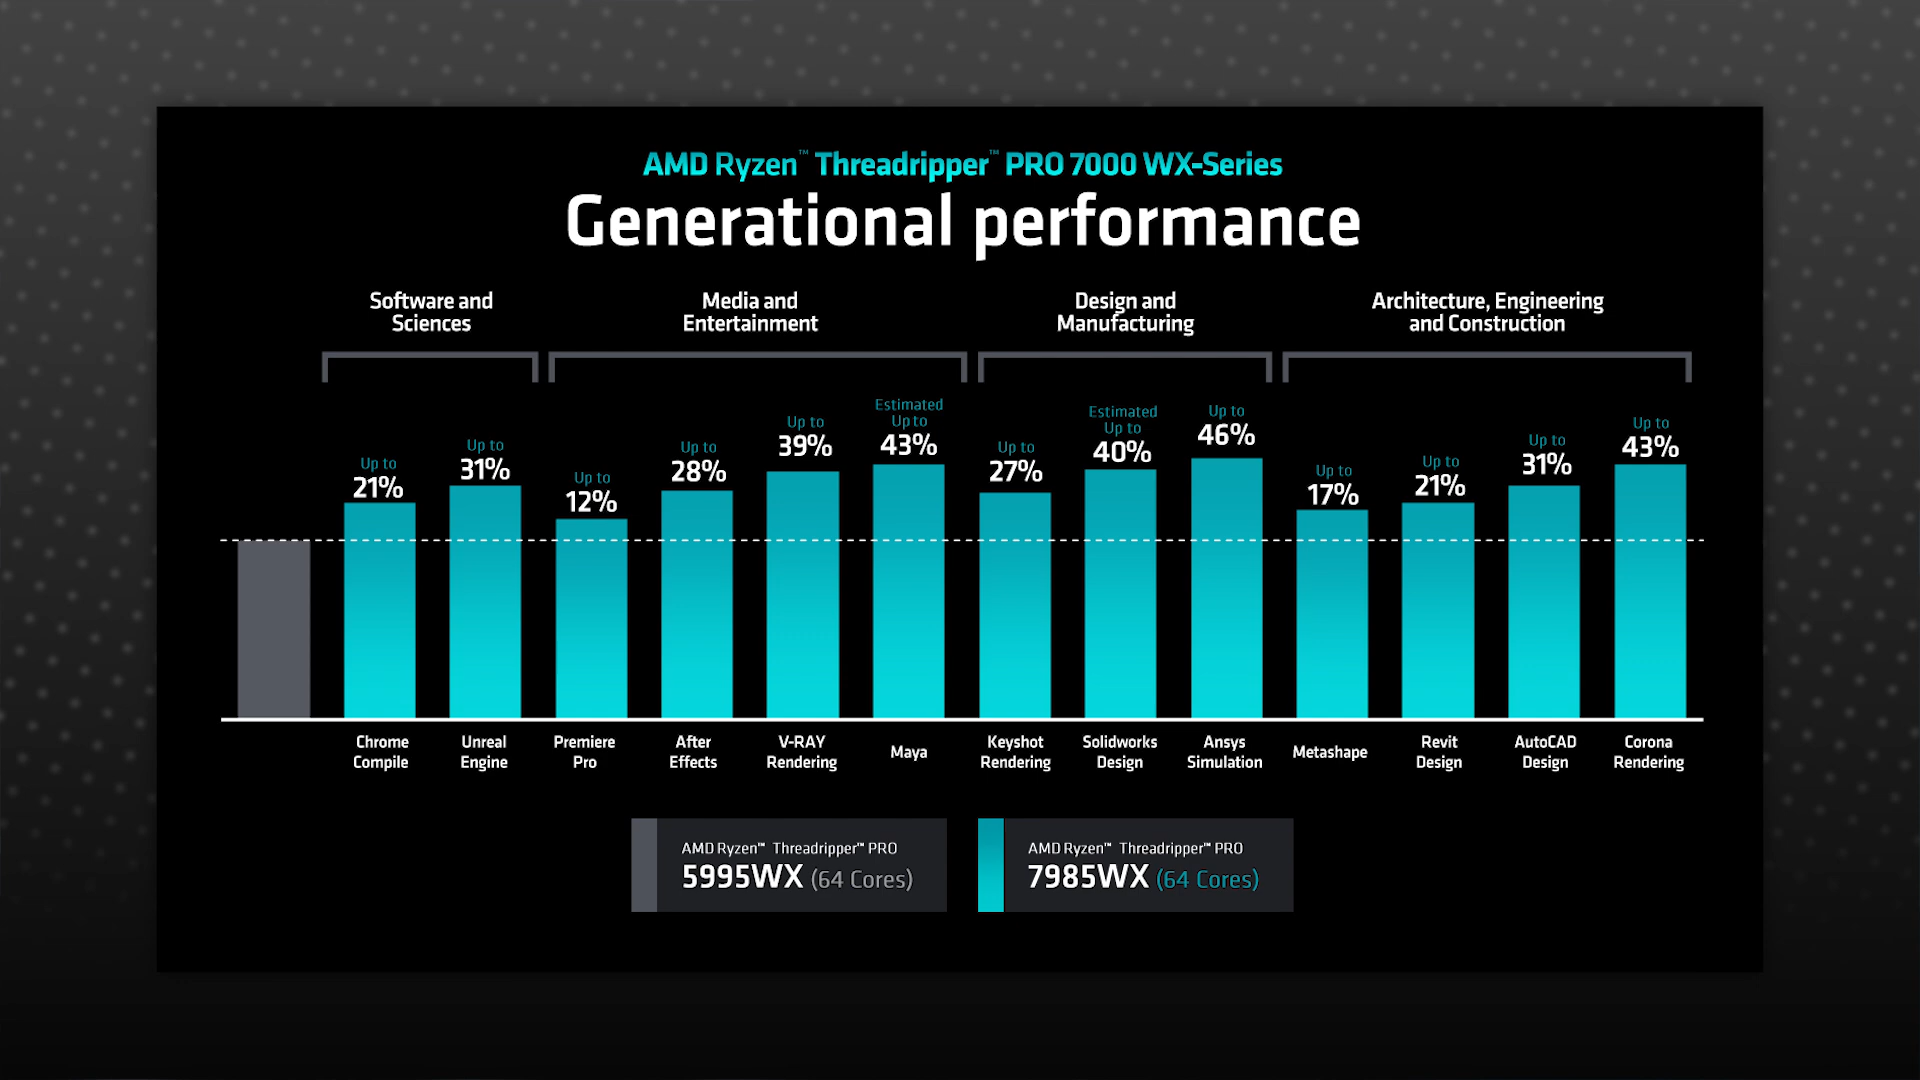 AMD Ryzen™ Threadripper™ PRO 7000 WX-Series
Generational performance
Software and
Sciences
Media and
Entertainment
Design and
Manufacturing
Architecture, Engineering
and Construction
Up to
21%
Up to
31%
Up to
12%
Up to
28%
Up to
39%
Estimated
Up to
43%
Up to
27%
Estimated
Up to
40%
Up to
46%
Up to
17%
Up to
21%
Up to
31%
Up to
43%
Chrome
Compile
Unreal
Engine
Premiere
Pro
After
Effects
V-RAY
Rendering
Maya
Keyshot
Rendering
Solidworks
Design
Ansys
Simulation
Metashape
Revit
Design
AutoCAD
Design
Corona
Rendering
AMD Ryzen™ Threadripper™ PRO
5995WX (64 Cores)
AMD Ryzen™ Threadripper™ PRO
7985WX (64 Cores)